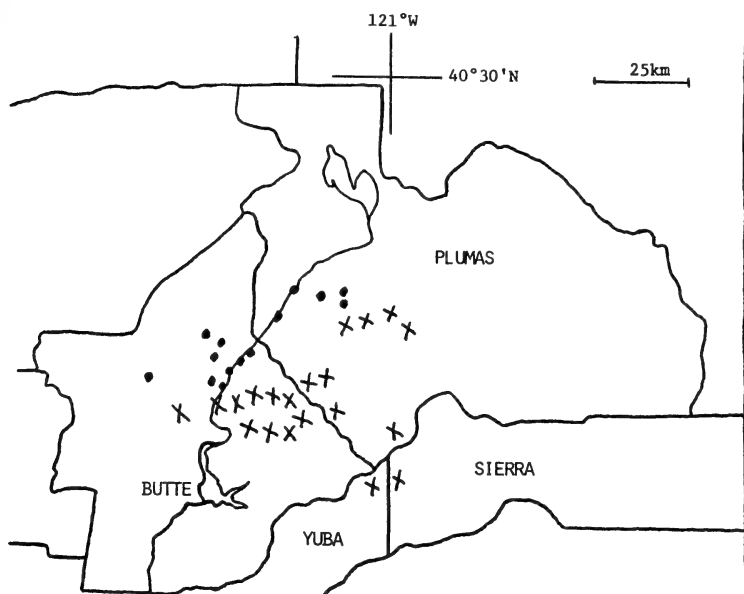 121°W
40°30'N
25km
PLUMAS
SIERRA
BUTTE
YUBA